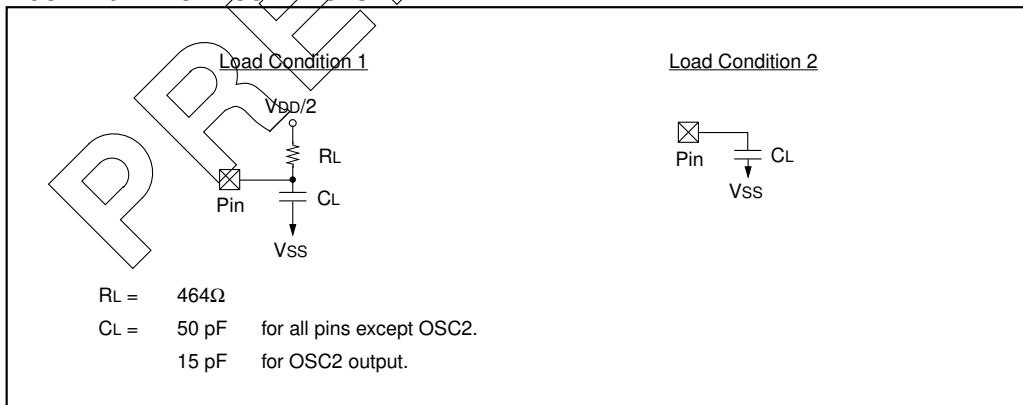 Load Condition 1
VDD/2
RL
Pin
CL
VSS
Load Condition 2
Pin
CL
VSS
RL = 464Ω
CL = 50 pF for all pins except OSC2.
15 pF for OSC2 output.
PRE